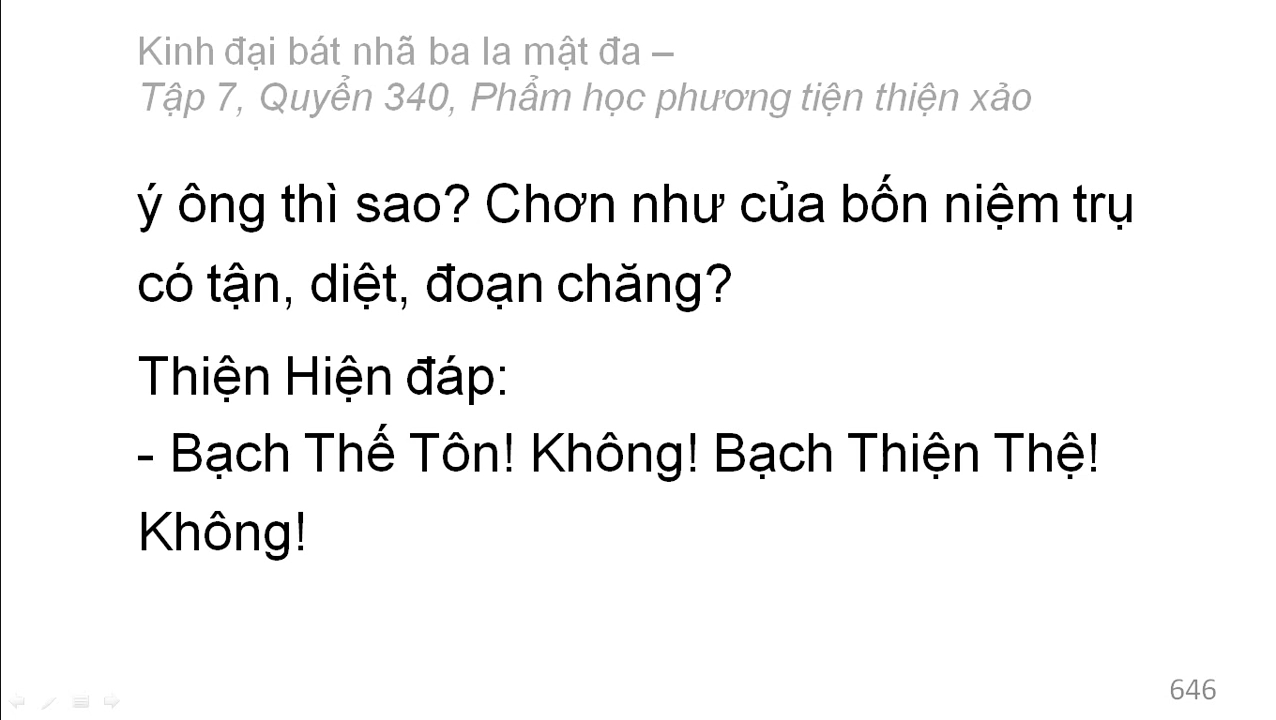 Kinh đại bát nhã ba la mật đa –
Tập 7, Quyển 340, Phẩm học phương tiện thiện xảo
ý ông thì sao? Chơn như của bốn niệm trụ
có tận, diệt, đoạn chăng?
Thiện Hiện đáp:
- Bạch Thế Tôn! Không! Bạch Thiện Thệ!
Không!
646